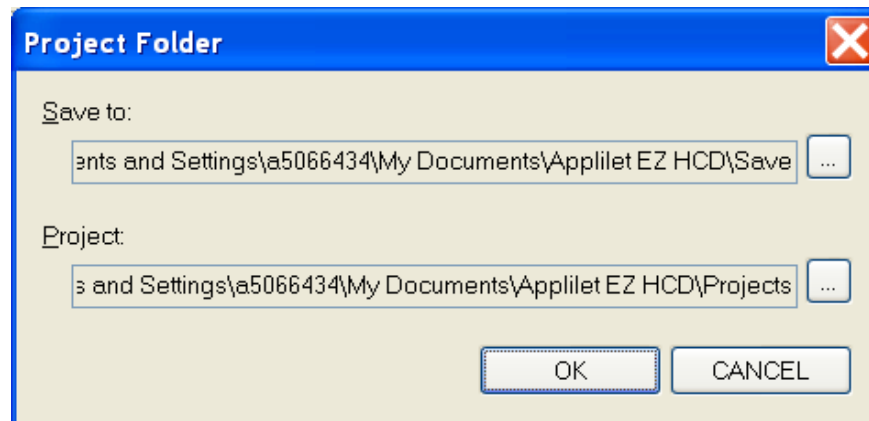 Project Folder
Save to:
ents and Settings\a5066434\My Documents\Applilet EZ HCD\Save
...
Project:
s and Settings\a5066434\My Documents\Applilet EZ HCD\Projects
...
OK CANCEL